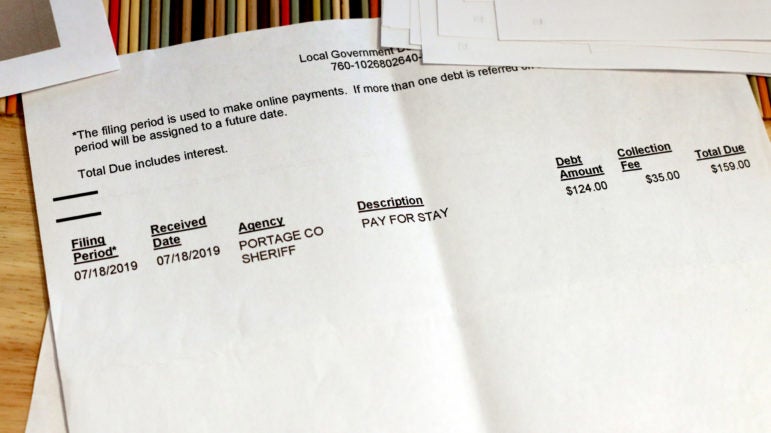 Local Government
760-1026802640-
*The filing period is used to make online payments. If more than one debt is referred
period will be assigned to a future date.
Total Due includes interest.
Filing Period* Received Date Agency Description Debt Amount Collection Fee Total Due
07/18/2019 07/18/2019 PORTAGE CO SHERIFF PAY FOR STAY $124.00 $35.00 $159.00